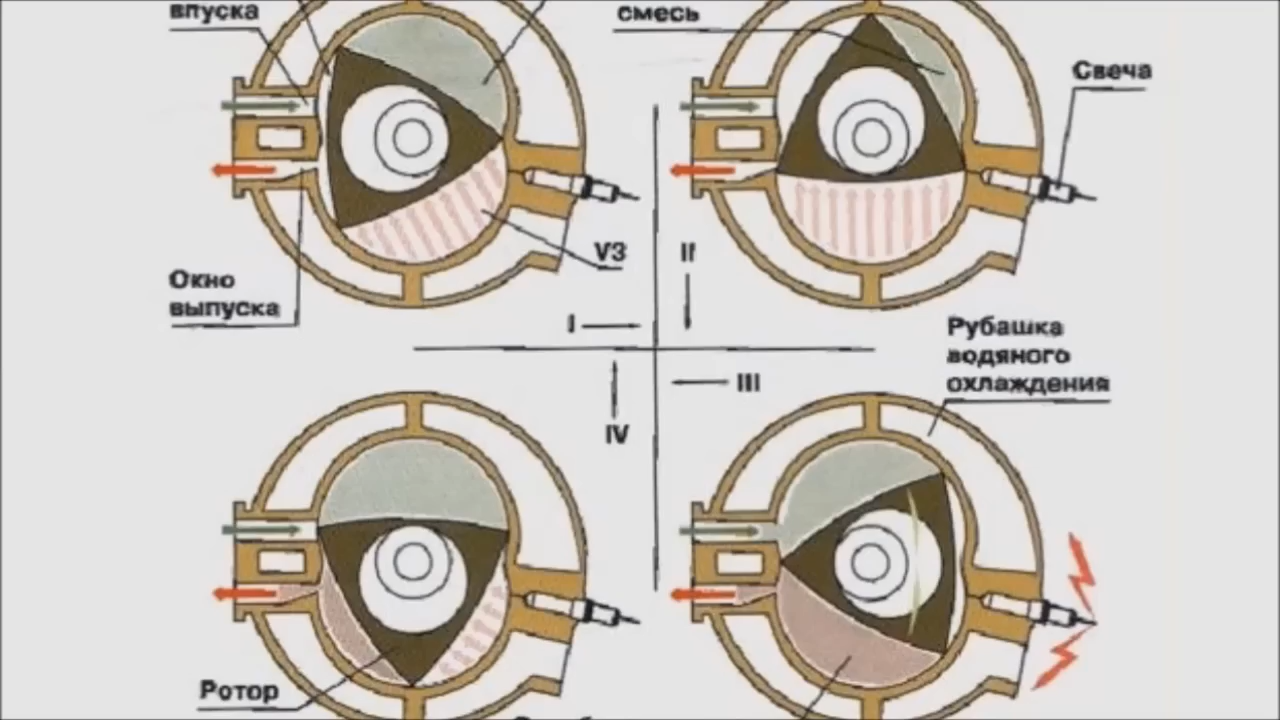 впуска
смесь
Свеча
V3
II
Окно
выпуска
I
Рубашка
водяного
охлаждения
III
IV
Ротор